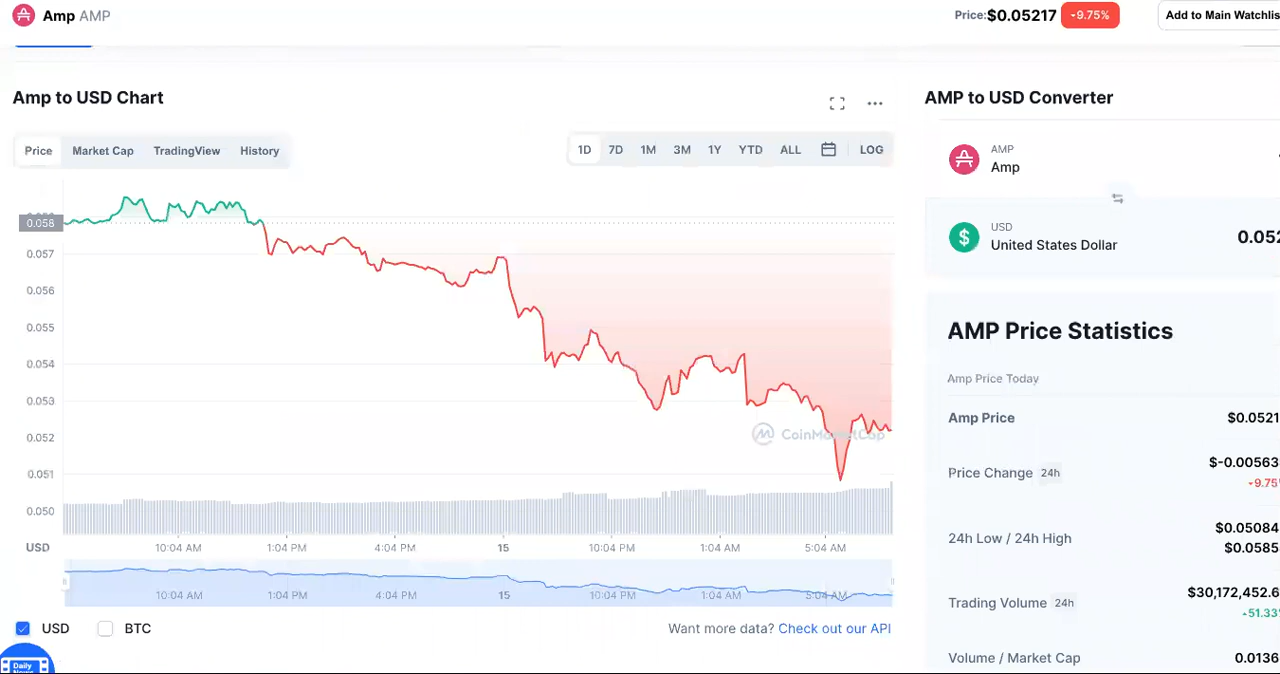 Amp AMP
Price: $0.05217 -9.75% Add to Main Watchlis
Amp to USD Chart
AMP to USD Converter
Price Market Cap TradingView History
1D 7D 1M 3M 1Y YTD ALL LOG
AMP
Amp
USD
United States Dollar
0.052
0.058
0.057
0.056
0.055
0.054
0.053
0.052
0.051
0.050
CoinMarketCap
USD
10:04 AM 1:04 PM 4:04 PM 15 10:04 PM 1:04 AM 5:04 AM
10:04 AM 1:04 PM 4:04 PM 15 10:04 PM 1:04 AM 5:04 AM
USD BTC
Want more data? Check out our API
Daily
AMP Price Statistics
Amp Price Today
Amp Price $0.0521
Price Change 24h $-0.00563
9.75%
24h Low / 24h High $0.05084
$0.0585
Trading Volume 24h $30,172,452.6
51.33
Volume / Market Cap 0.0136